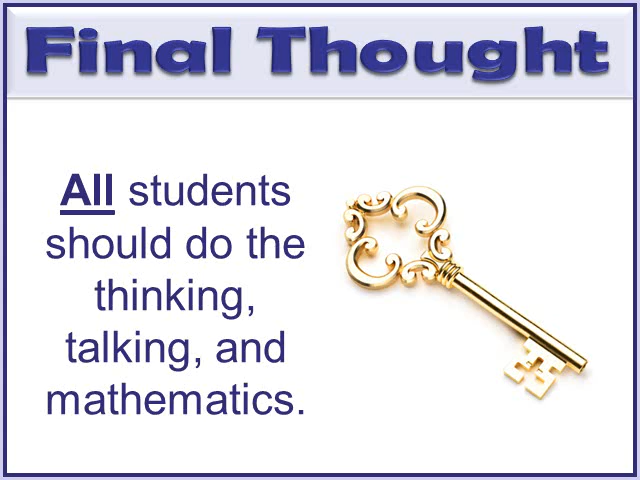 Final Thought
All students
should do the
thinking,
talking, and
mathematics.